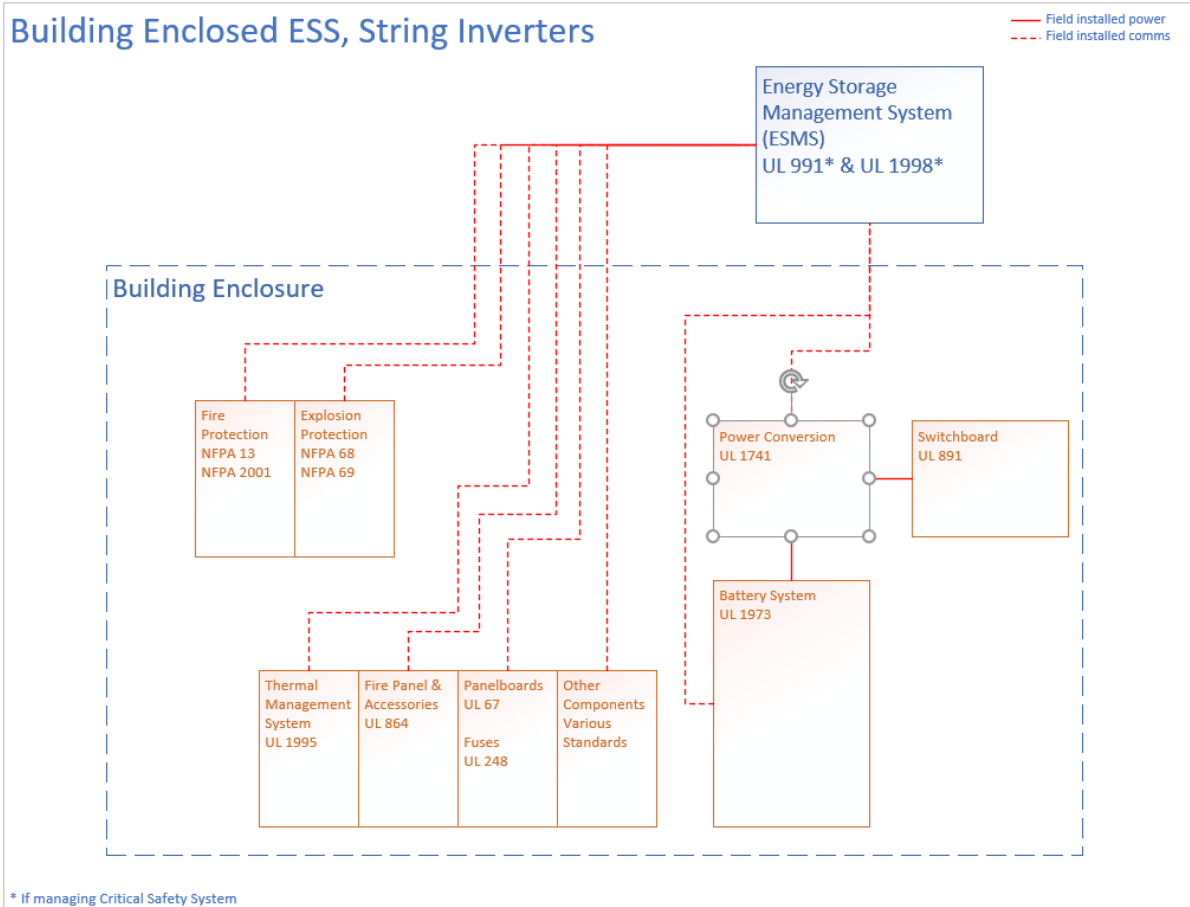 Building Enclosed ESS, String Inverters
Field installed power
Field installed comms
Energy Storage
Management System
(ESMS)
UL 991* & UL 1998*
Building Enclosure
Fire
Protection
NFPA 13
NFPA 2001
Explosion
Protection
NFPA 68
NFPA 69
Power Conversion
UL 1741
Switchboard
UL 891
Battery System
UL 1973
Thermal
Management
System
UL 1995
Fire Panel &
Accessories
UL 864
Panelboards
UL 67
Fuses
UL 248
Other
Components
Various
Standards
* If managing Critical Safety System